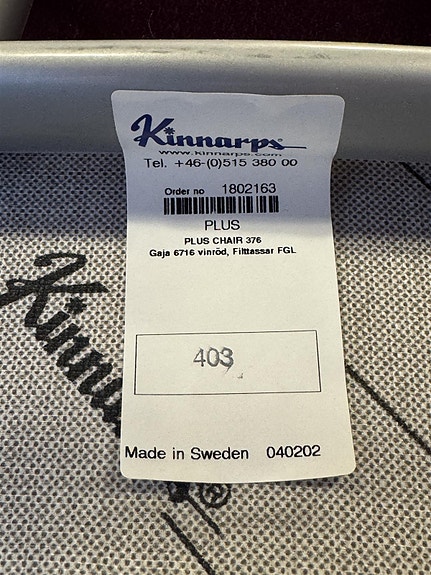 Kinnarps®
www.kinnarps.com
Tel. +46-(0)515 380 00
Order no 1802163
PLUS
PLUS CHAIR 376
Gaja 6716 vinröd, Filttassar FGL
403
Made in Sweden 040202
Kinnarps®